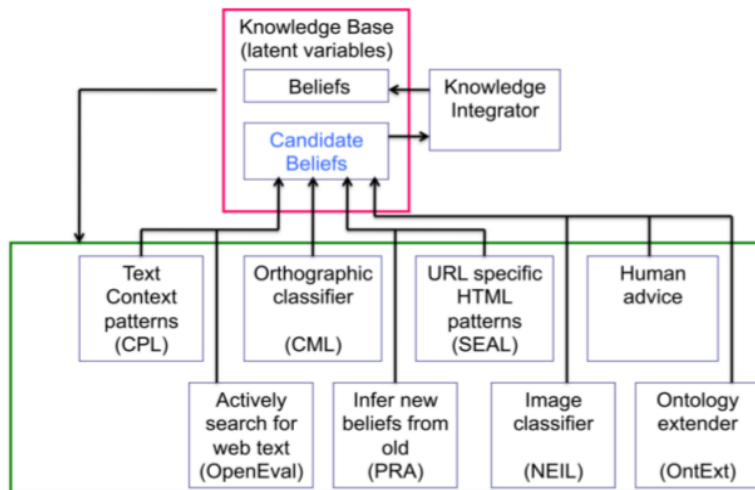 Knowledge Base
(latent variables)
Beliefs
Knowledge
Integrator
Candidate
Beliefs
Text
Context
patterns
(CPL)
Orthographic
classifier
(CML)
URL specific
HTML
patterns
(SEAL)
Human
advice
Actively
search for
web text
(OpenEval)
Infer new
beliefs from
old
(PRA)
Image
classifier
(NEIL)
Ontology
extender
(OntExt)